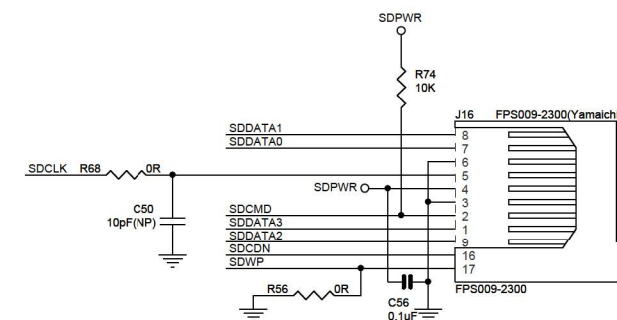 SDPWR
R74
10K
J16 FPS009-2300(Yamaichi
SDDATA1 8
SDDATA0 7
6
SDCLK R68 0R 5
SDPWR 4
3
C50
10pF(NP)
SDCMD 2
SDDATA3 1
SDDATA2 9
SDCDN 16
SDWP 17
R56 0R
FPS009-2300
C56
0.1uF